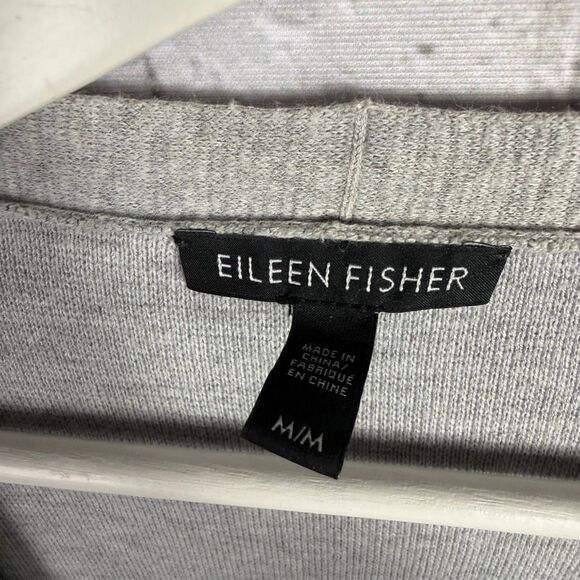 EILEEN FISHER
MADE IN
CHINA/
FABRIQUÉ
EN CHINE
M/M